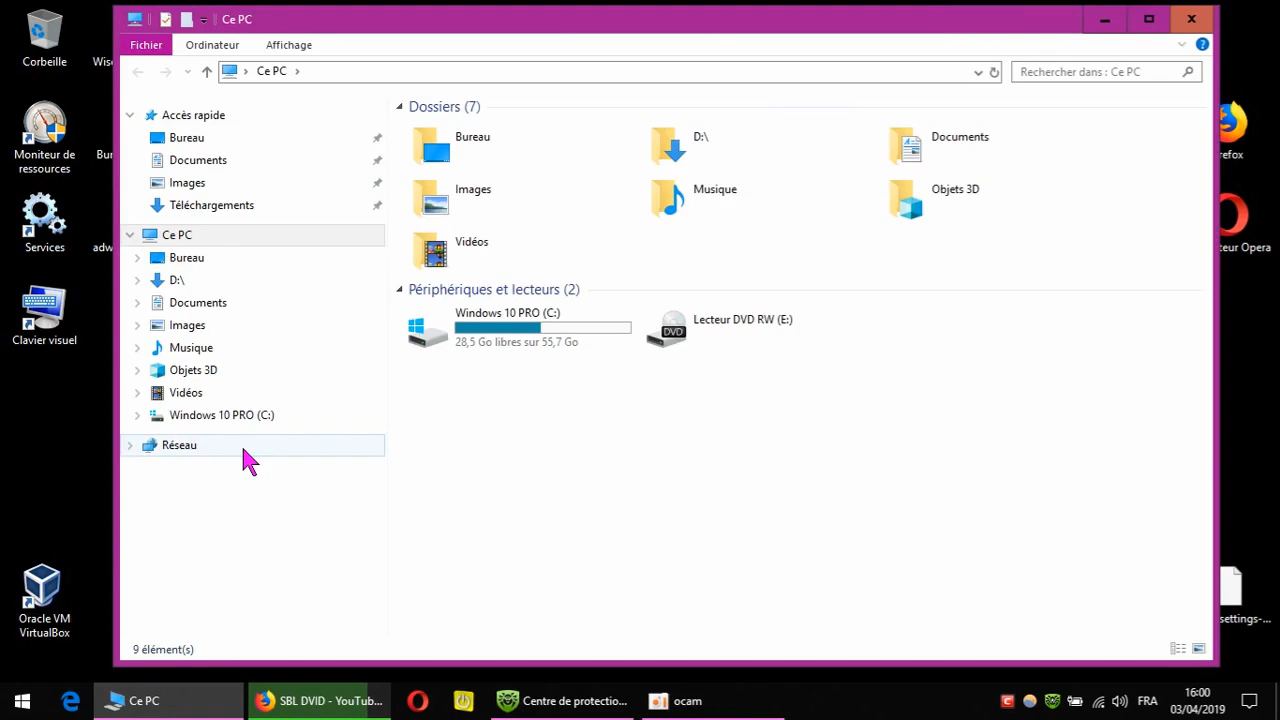 Corbeille
Wise
Moniteur de ressources
Bur
Services
adw
Clavier visuel
Oracle VM VirtualBox
Ce PC
Fichier
Ordinateur
Affichage
Ce PC
Rechercher dans : Ce PC
Accès rapide
Bureau
Documents
Images
Téléchargements
Ce PC
Bureau
D:\
Documents
Images
Musique
Objets 3D
Vidéos
Windows 10 PRO (C:)
Réseau
Dossiers (7)
Bureau
D:\
Documents
Images
Musique
Objets 3D
Vidéos
Périphériques et lecteurs (2)
Windows 10 PRO (C:)
28,5 Go libres sur 55,7 Go
DVD
Lecteur DVD RW (E:)
9 élément(s)
refox
teur Opera
settings-...
Ce PC
SBL DVID - YouTub...
Centre de protectio...
ocam
FRA
16:00
03/04/2019